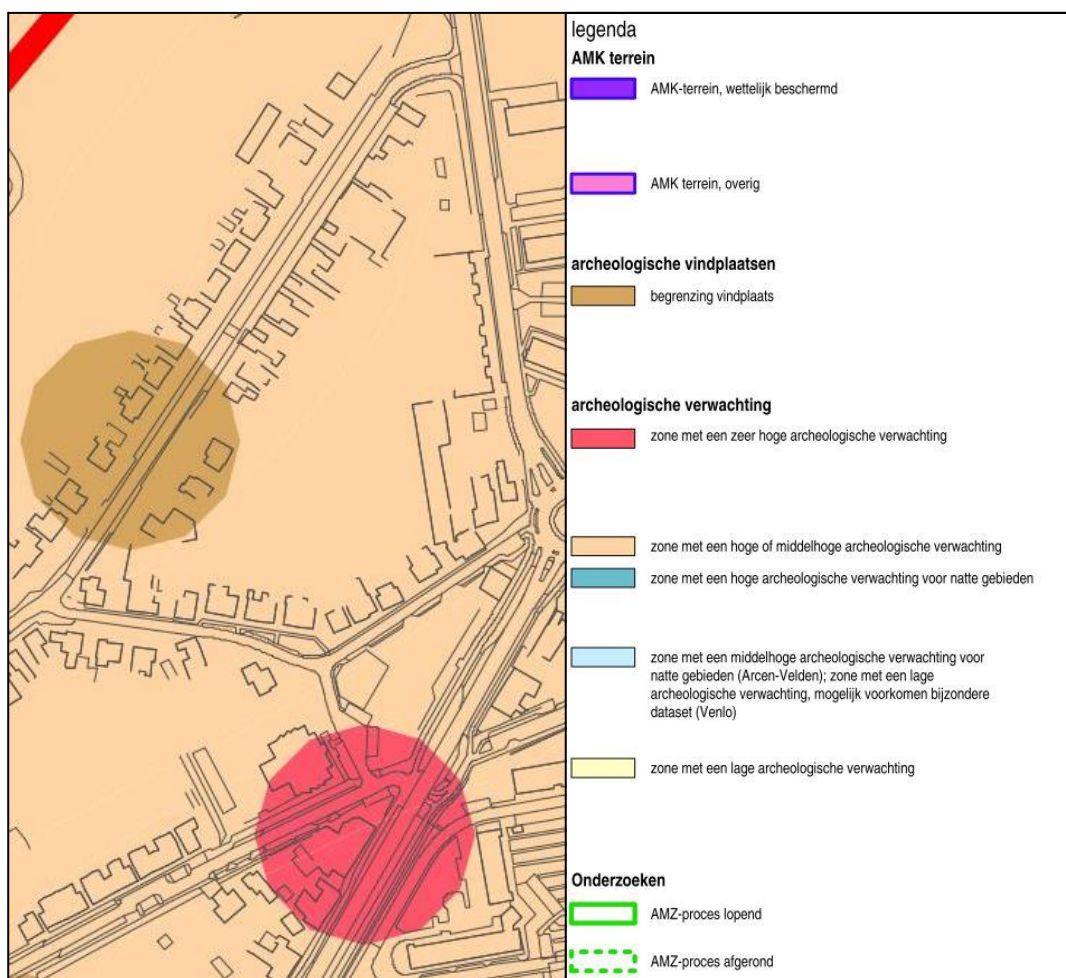 legenda
AMK terrein
AMK-terrein, wettelijk beschermd
AMK terrein, overig
archeologische vindplaatsen
begrenzing vindplaats
archeologische verwachting
zone met een zeer hoge archeologische verwachting
zone met een hoge of middelhoge archeologische verwachting
zone met een hoge archeologische verwachting voor natte gebieden
zone met een middelhoge archeologische verwachting voor
natte gebieden (Arcen-Velden); zone met een lage
archeologische verwachting, mogelijk voorkomen bijzondere
dataset (Venlo)
zone met een lage archeologische verwachting
Onderzoeken
AMZ-proces lopend
AMZ-proces afgerond